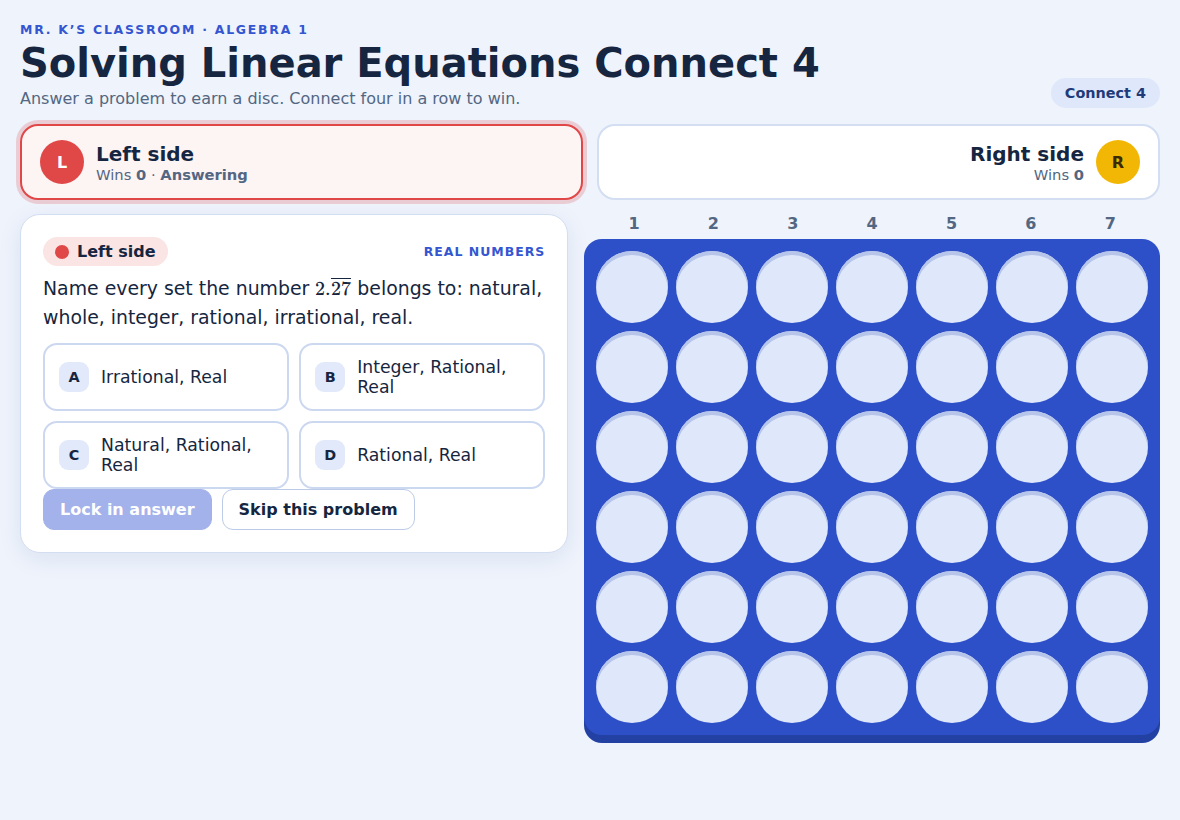 MR. K’S CLASSROOM · ALGEBRA 1
Solving Linear Equations Connect 4
Answer a problem to earn a disc. Connect four in a row to win.
Connect 4
L
Left side
Wins 0 · Answering
Right side
Wins 0
R
Left side
REAL NUMBERS
Name every set the number 2.2̅7̅ belongs to: natural,
whole, integer, rational, irrational, real.
A
Irrational, Real
B
Integer, Rational,
Real
C
Natural, Rational,
Real
D
Rational, Real
Lock in answer
Skip this problem
1 2 3 4 5 6 7